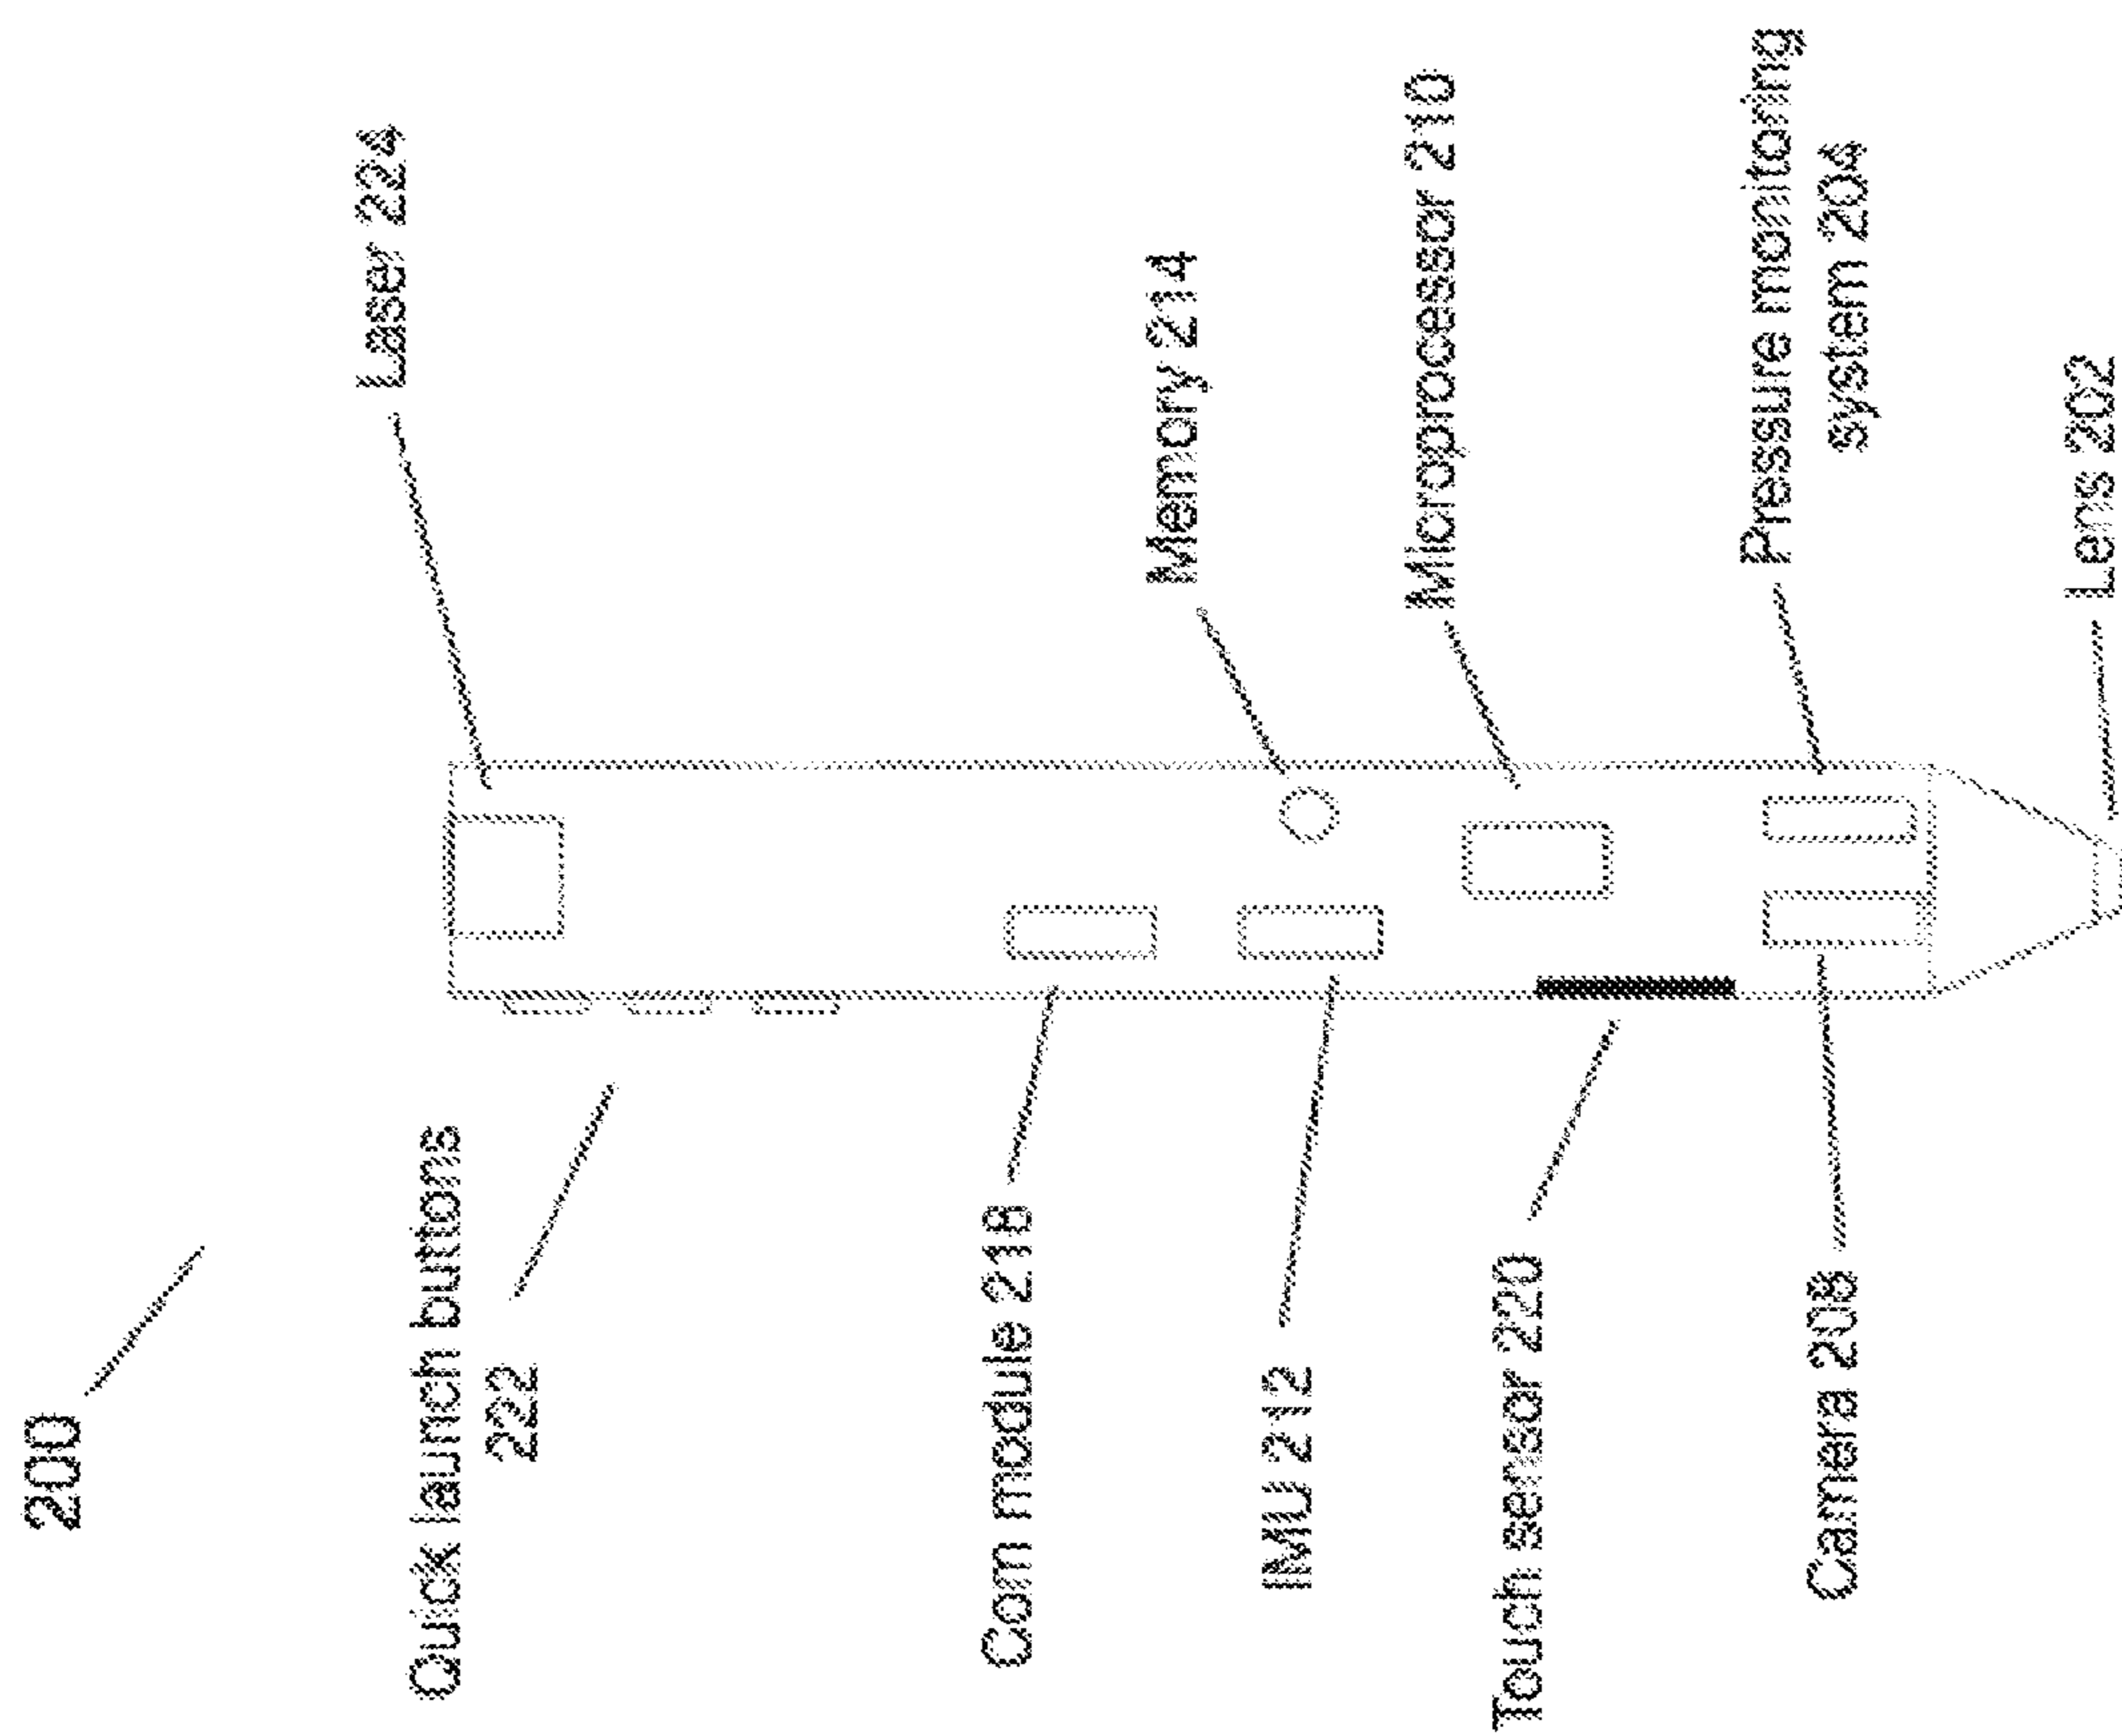 200
Laser 224
Quick launch buttons
222
Memory 214
Com module 218
Microprocessor 210
IMU 212
Touch sensor 220
Pressure monitoring
system 204
Camera 208
Lens 202